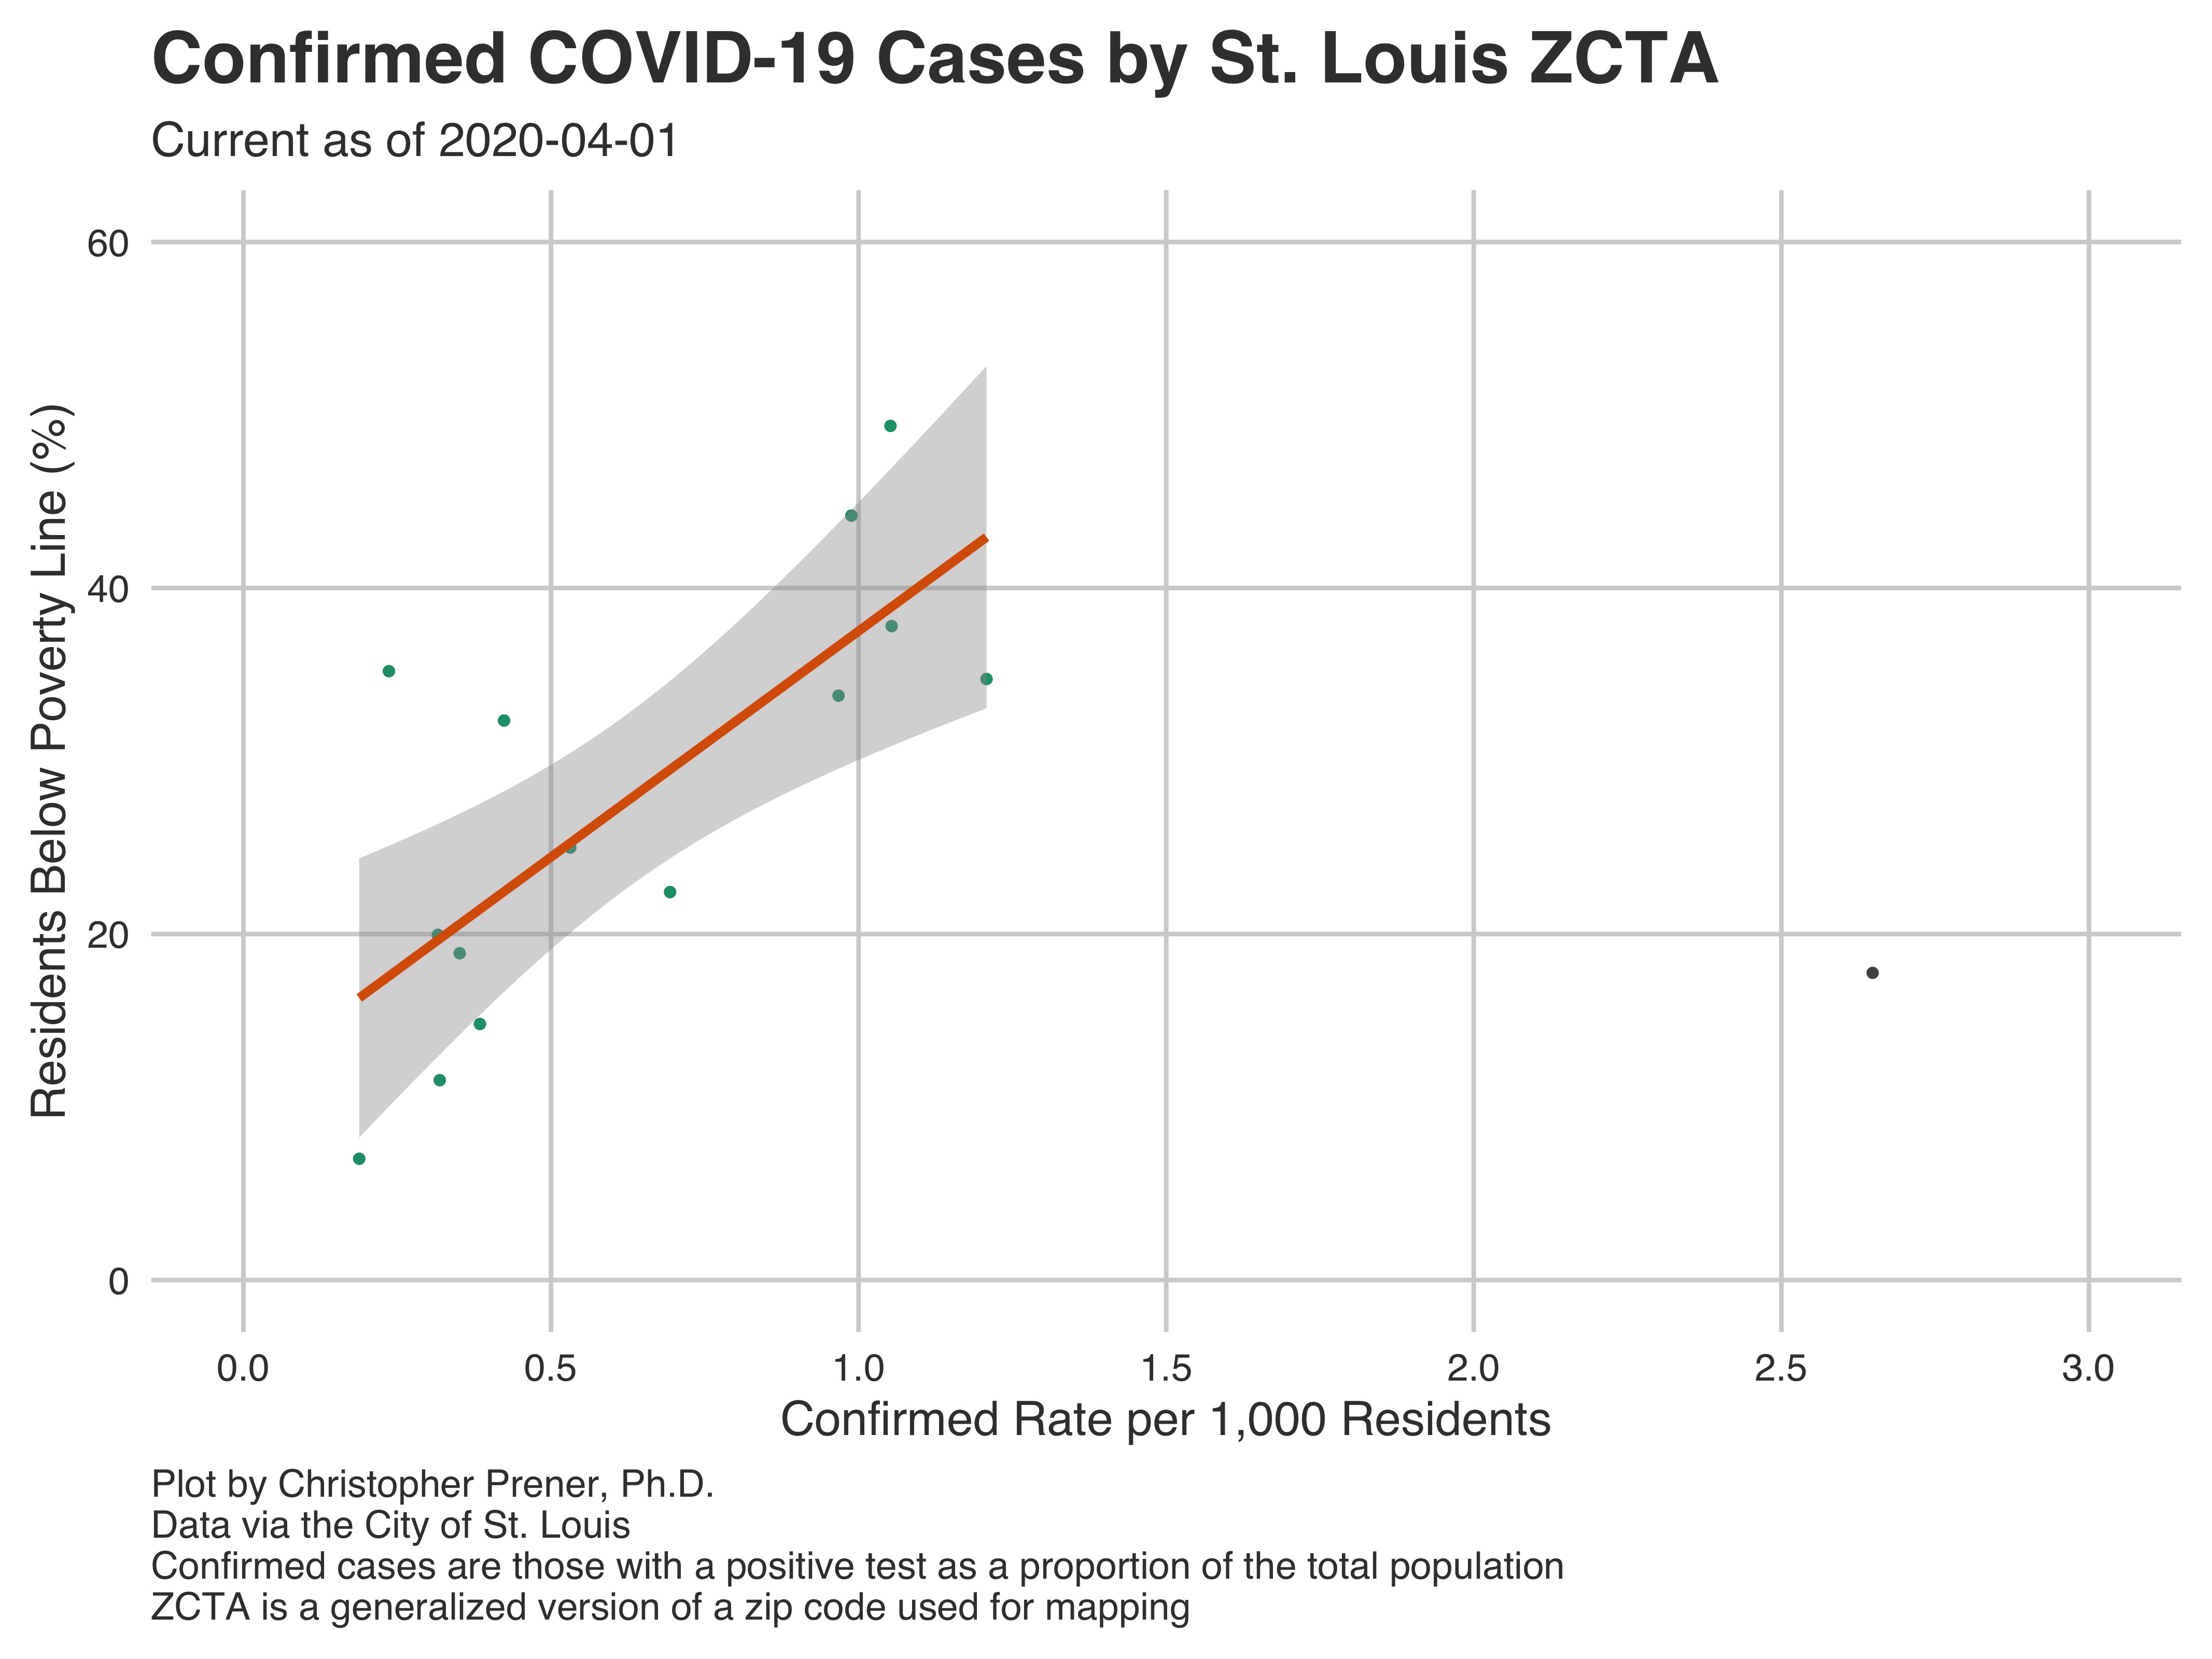 Confirmed COVID-19 Cases by St. Louis ZCTA
Current as of 2020-04-01
Residents Below Poverty Line (%)
60
40
20
0
0.0 0.5 1.0 1.5 2.0 2.5 3.0
Confirmed Rate per 1,000 Residents
Plot by Christopher Prener, Ph.D.
Data via the City of St. Louis
Confirmed cases are those with a positive test as a proportion of the total population
ZCTA is a generalized version of a zip code used for mapping